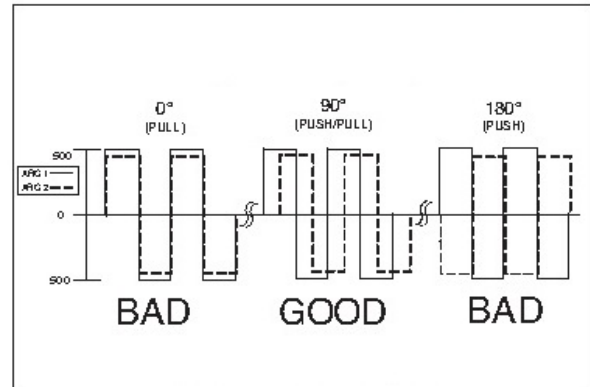 0° 90° 180°
(PULL) (PUSH/PULL) (PUSH)
500
ARC 1
ARC 2
0
500
BAD GOOD BAD